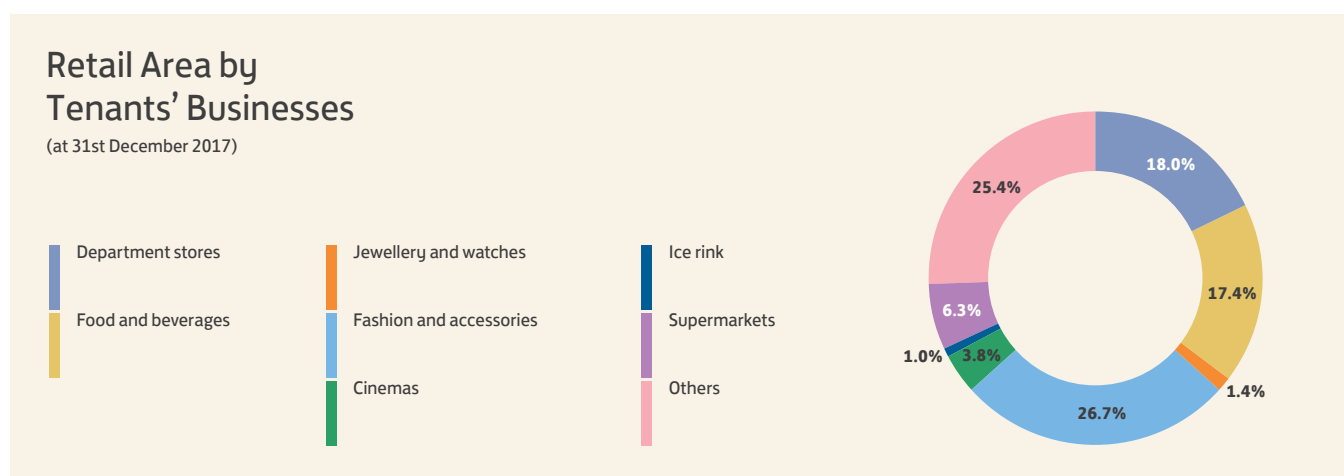 Retail Area by
Tenants' Businesses
(at 31st December 2017)
Department stores
Food and beverages
Jewellery and watches
Fashion and accessories
Cinemas
Ice rink
Supermarkets
Others
18.0%
17.4%
1.4%
26.7%
3.8%
1.0%
6.3%
25.4%